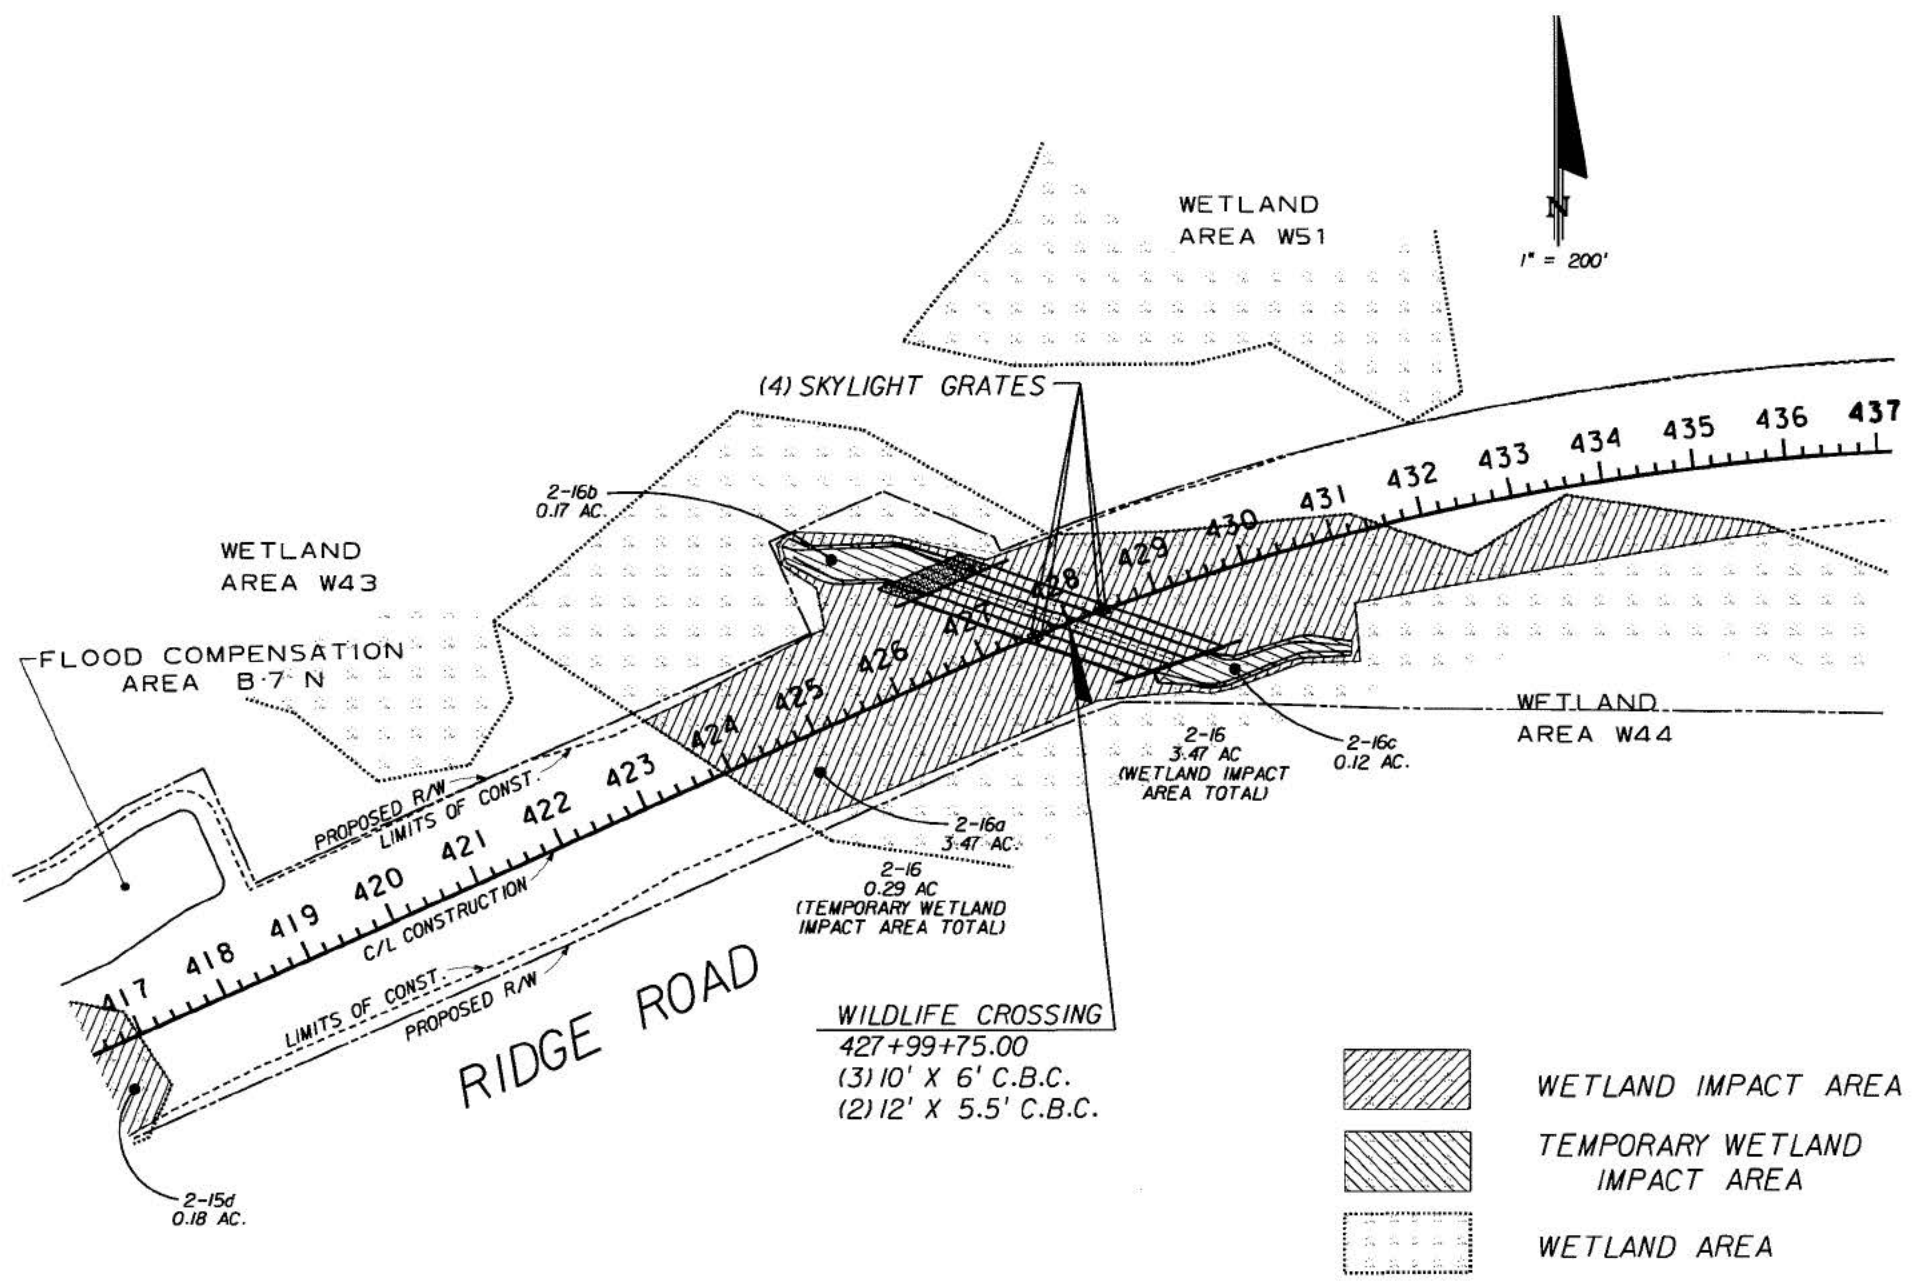 WETLAND
AREA W51
N
1" = 200'
(4) SKYLIGHT GRATES
437
436
435
434
433
432
431
430
429
428
427
426
425
424
423
422
421
420
419
418
417
2-16b
0.17 AC.
WETLAND
AREA W43
FLOOD COMPENSATION
AREA B-7 N
WETLAND
AREA W44
2-16
3.47 AC
(WETLAND IMPACT
AREA TOTAL)
2-16c
0.12 AC.
PROPOSED R/W
LIMITS OF CONST.
2-16a
3.47 AC.
2-16
0.29 AC
(TEMPORARY WETLAND
IMPACT AREA TOTAL)
C/L CONSTRUCTION
LIMITS OF CONST.
PROPOSED R/W
RIDGE ROAD
WILDLIFE CROSSING
427+99+75.00
(3) 10' X 6' C.B.C.
(2) 12' X 5.5' C.B.C.
2-15d
0.18 AC.
WETLAND IMPACT AREA
TEMPORARY WETLAND
IMPACT AREA
WETLAND AREA